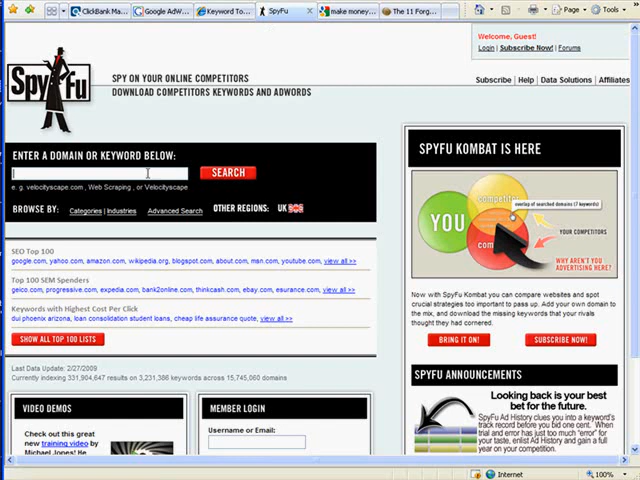 ClickBank Ma...
Google AdW...
Keyword To...
SpyFu
make money...
The 11 Forg...
Page
Tools
Welcome, Guest!
Login | Subscribe Now! | Forums
Spy Fu
SPY ON YOUR ONLINE COMPETITORS
DOWNLOAD COMPETITORS KEYWORDS AND ADWORDS
Subscribe | Help | Data Solutions | Affiliates
ENTER A DOMAIN OR KEYWORD BELOW:
SEARCH
e. g. velocityscape.com , Web Scraping , or Velocityscape
BROWSE BY: Categories | Industries Advanced Search OTHER REGIONS: UK
SEO Top 100
google.com, yahoo.com, amazon.com, wikipedia.org, blogspot.com, about.com, msn.com, youtube.com, view all >>
Top 100 SEM Spenders
geico.com, progressive.com, expedia.com, bank2online.com, thinkcash.com, ebay.com, esurance.com, view all >>
Keywords with Highest Cost Per Click
dui phoenix arizona, loan consolidation student loans, cheap life assurance quote, view all >>
SHOW ALL TOP 100 LISTS
Last Data Update: 2/27/2009
Currently indexing 331,904,647 results on 3,231,386 keywords across 15,745,060 domains
VIDEO DEMOS
Check out this great
new training video by
Michael Jones! He
MEMBER LOGIN
Username or Email:
SPYFU KOMBAT IS HERE
YOU
competitor
com
overlap of searched domains (7 keywords)
YOUR COMPETITORS
WHY AREN'T YOU
ADVERTISING HERE?
Now with SpyFu Kombat you can compare websites and spot
crucial strategies too important to pass up. Add your own domain to
the mix, and download the missing keywords that your rivals
thought they had cornered.
BRING IT ON!
SUBSCRIBE NOW!
SPYFU ANNOUNCEMENTS
Looking back is your best
bet for the future.
SpyFu Ad History clues you into a keyword's
track record before you bid one cent. When
trial and error has just too much "error" for
your taste, enlist Ad History and gain a full
year on your competition.
Internet
100%